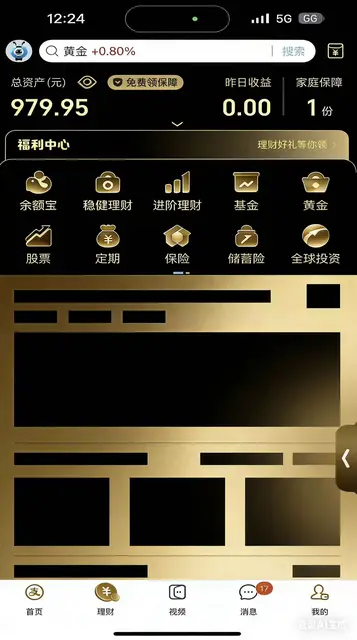 12:24 5G GG
黄金 +0.80% 搜索
总资产(元) 免费领保障 昨日收益 家庭保障
979.95 0.00 1份
福利中心 理财好礼等你领
余额宝 稳健理财 进阶理财 基金 黄金
股票 定期 保险 储蓄险 全球投资
首页 理财 视频 消息 17 我的